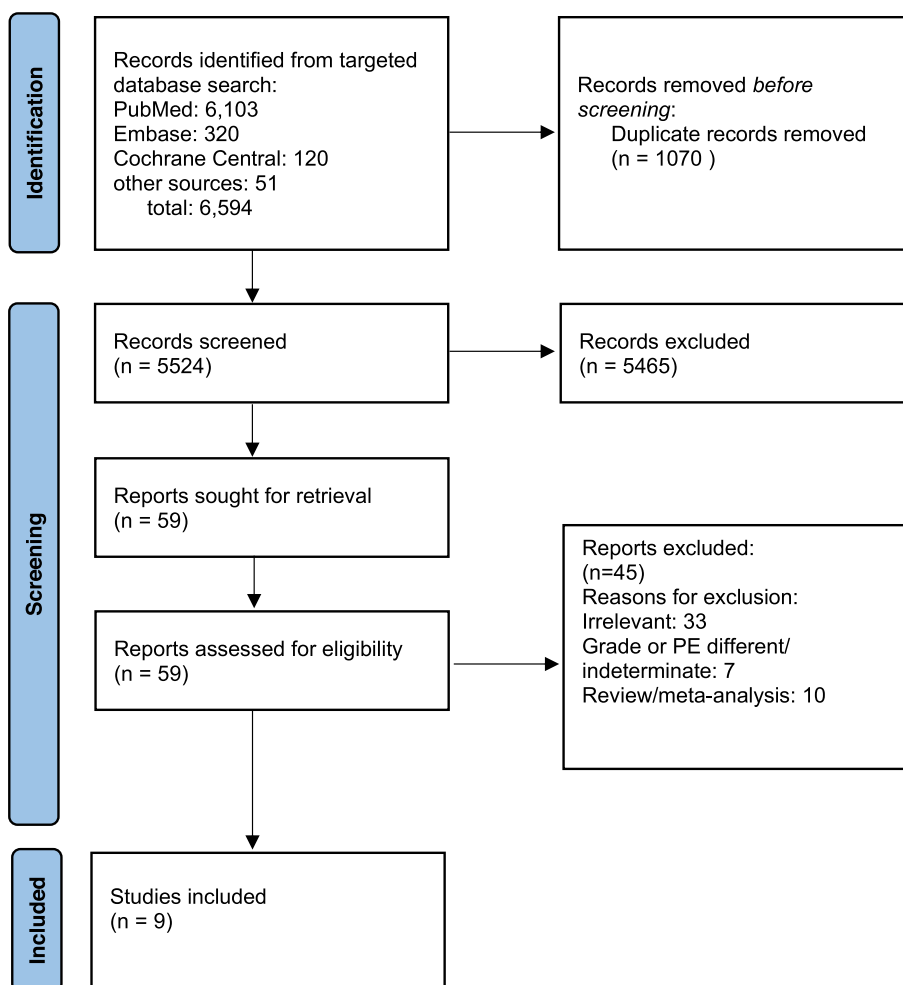 Identification
Records identified from targeted
database search:
PubMed: 6,103
Embase: 320
Cochrane Central: 120
other sources: 51
total: 6,594
Records removed before
screening:
Duplicate records removed
(n = 1070 )
Screening
Records screened
(n = 5524)
Records excluded
(n = 5465)
Reports sought for retrieval
(n = 59)
Reports assessed for eligibility
(n = 59)
Reports excluded:
(n=45)
Reasons for exclusion:
Irrelevant: 33
Grade or PE different/
indeterminate: 7
Review/meta-analysis: 10
Included
Studies included
(n = 9)